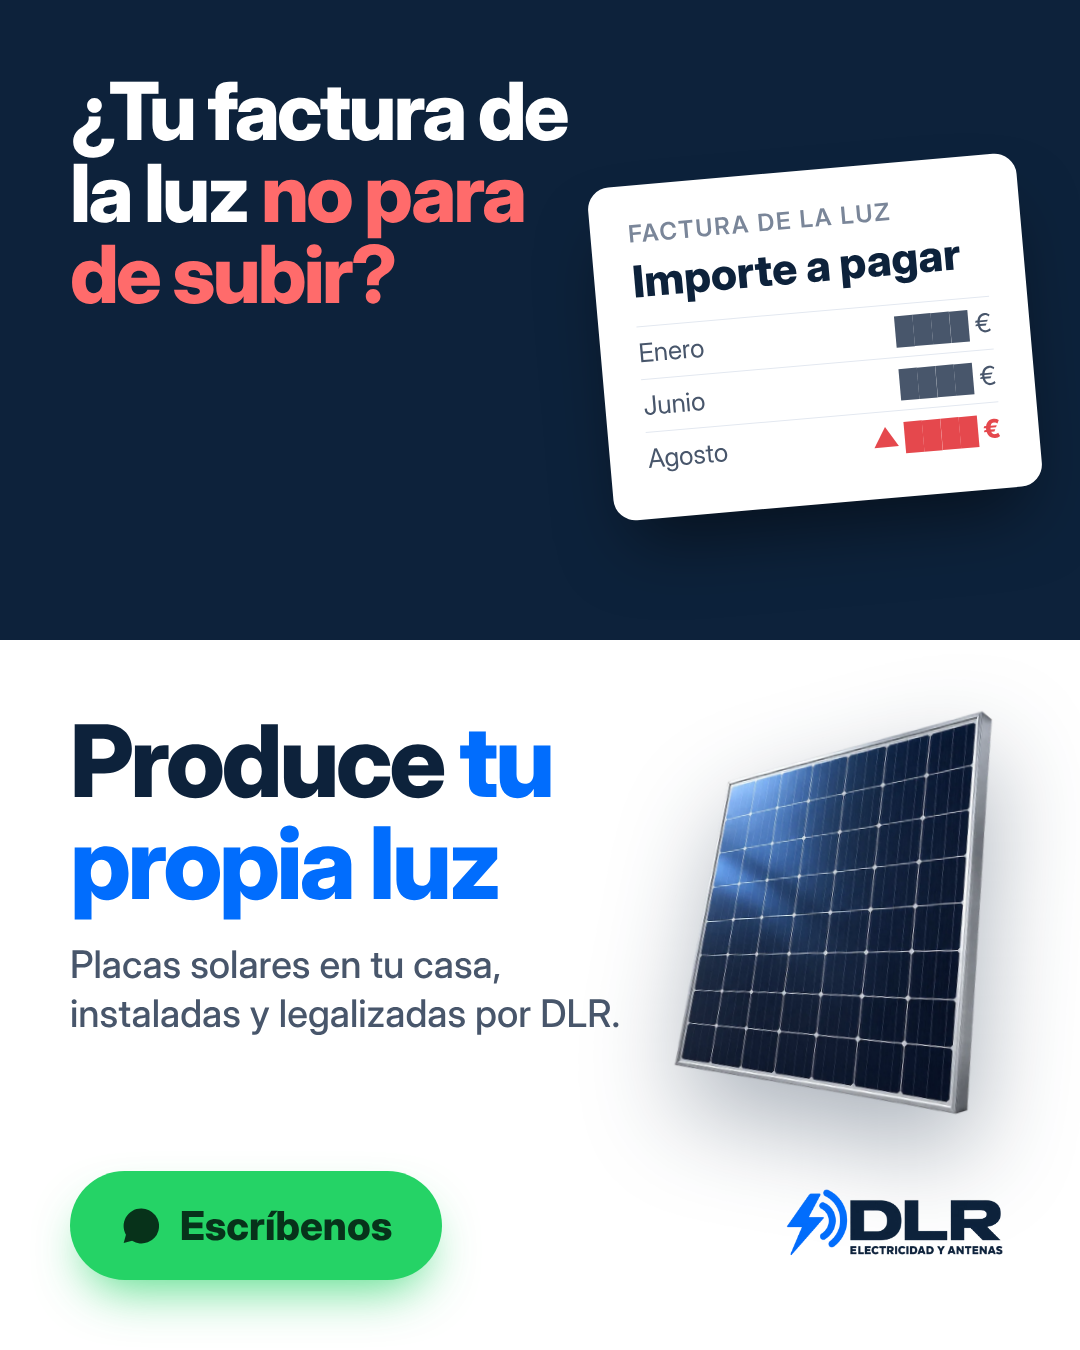 ¿Tu factura de
la luz no para
de subir?
FACTURA DE LA LUZ
Importe a pagar
Enero ████ €
Junio ████ €
Agosto ▲ ████ €
Produce tu
propia luz
Placas solares en tu casa,
instaladas y legalizadas por DLR.
Escríbenos
DLR
ELECTRICIDAD Y ANTENAS